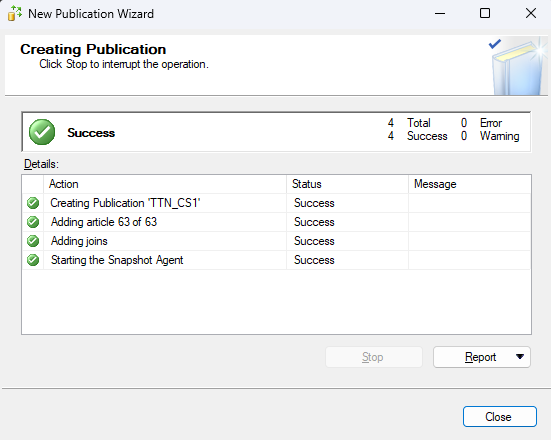 New Publication Wizard
Creating Publication
Click Stop to interrupt the operation.
Success
4 Total 0 Error
4 Success 0 Warning
Details:
Action Status Message
Creating Publication 'TTN_CS1' Success
Adding article 63 of 63 Success
Adding joins Success
Starting the Snapshot Agent Success
Stop Report
Close